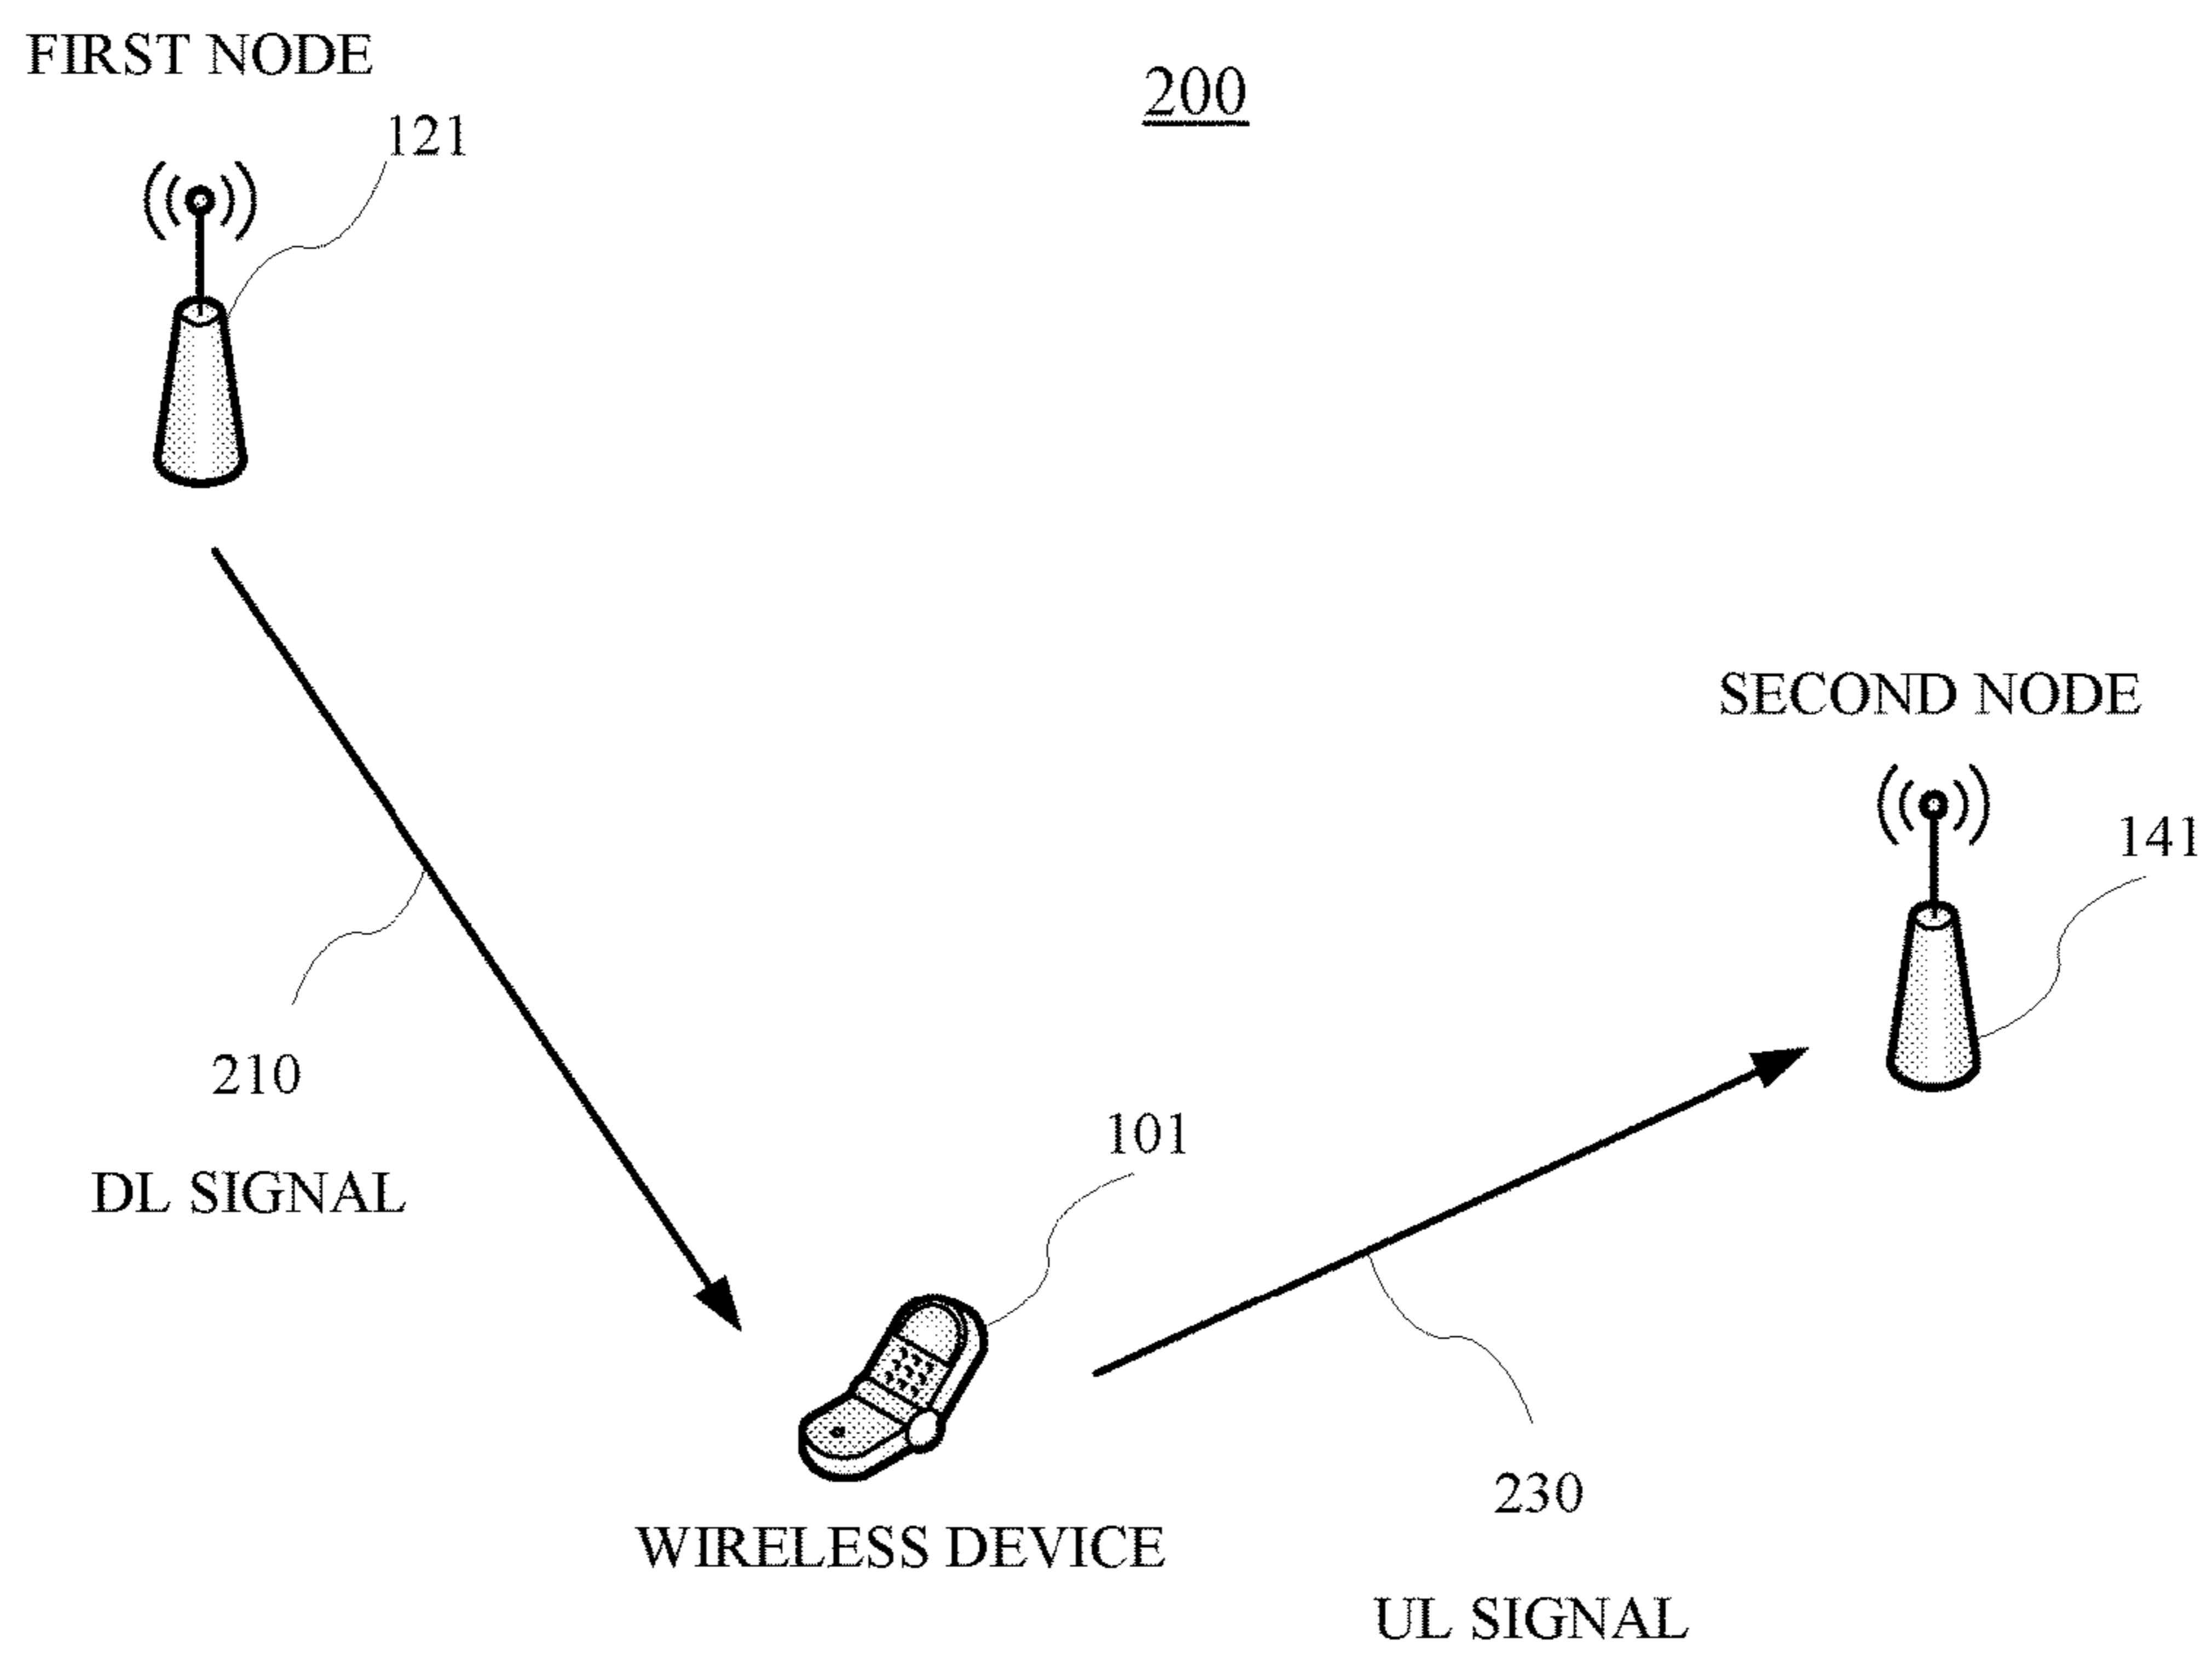 FIRST NODE
200
121
SECOND NODE
141
210
101
DL SIGNAL
230
WIRELESS DEVICE
UL SIGNAL